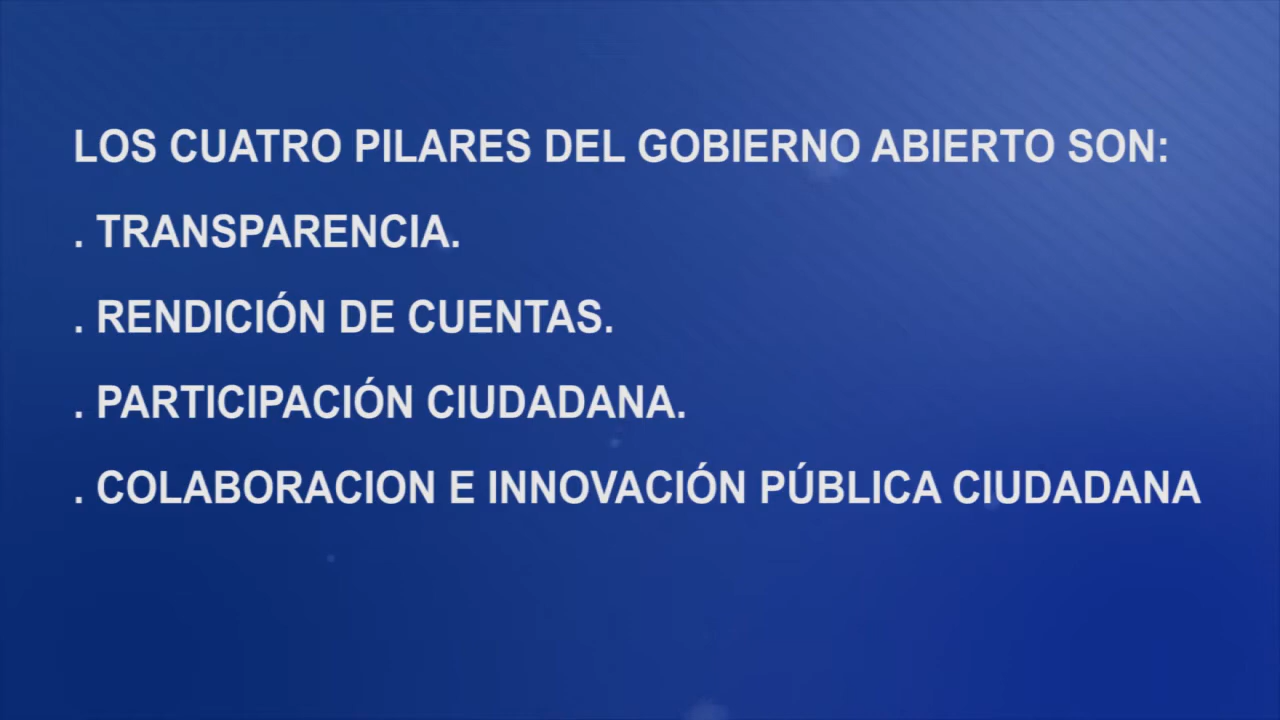 LOS CUATRO PILARES DEL GOBIERNO ABIERTO SON:
. TRANSPARENCIA.
. RENDICIÓN DE CUENTAS.
. PARTICIPACIÓN CIUDADANA.
. COLABORACION E INNOVACIÓN PÚBLICA CIUDADANA